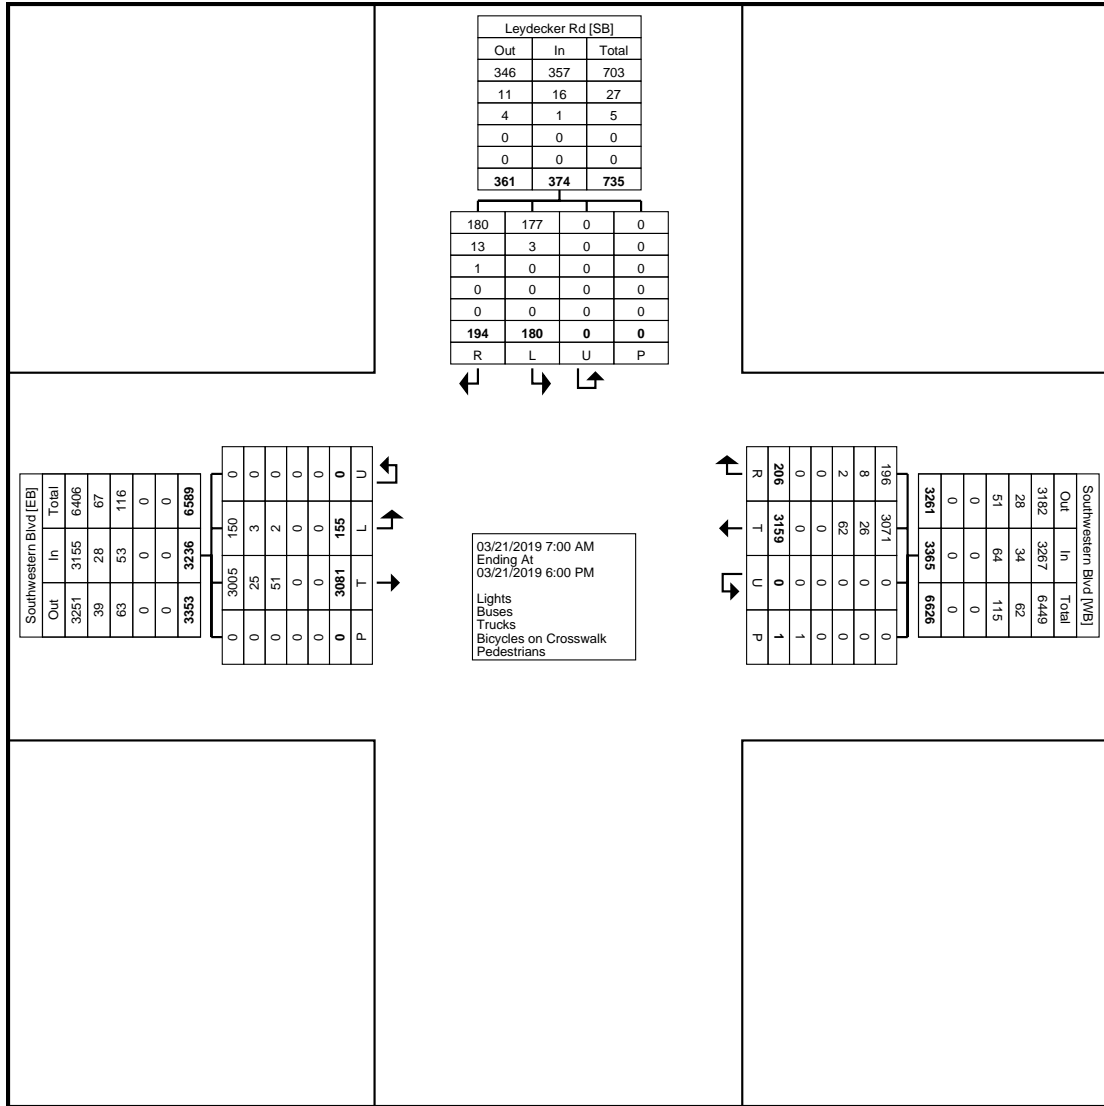 Leydecker Rd [SB]
Out In Total
346 357 703
11 16 27
4 1 5
0 0 0
0 0 0
361 374 735
180 177 0 0
13 3 0 0
1 0 0 0
0 0 0 0
0 0 0 0
194 180 0 0
R L U P
Southwestern Blvd [EB]
Total In Out
6406 3155 3251
67 28 39
116 53 63
0 0 0
0 0 0
6589 3236 3353
0 150 3005 0
0 3 25 0
0 2 51 0
0 0 0 0
0 0 0 0
0 155 3081 0
U L T P
03/21/2019 7:00 AM
Ending At
03/21/2019 6:00 PM
Lights
Buses
Trucks
Bicycles on Crosswalk
Pedestrians
196 3071 0 0
8 26 0 0
2 62 0 0
0 0 0 0
0 0 0 1
206 3159 0 1
R T U P
Southwestern Blvd [WB]
Out In Total
3182 3267 6449
28 34 62
51 64 115
0 0 0
0 0 0
3261 3365 6626